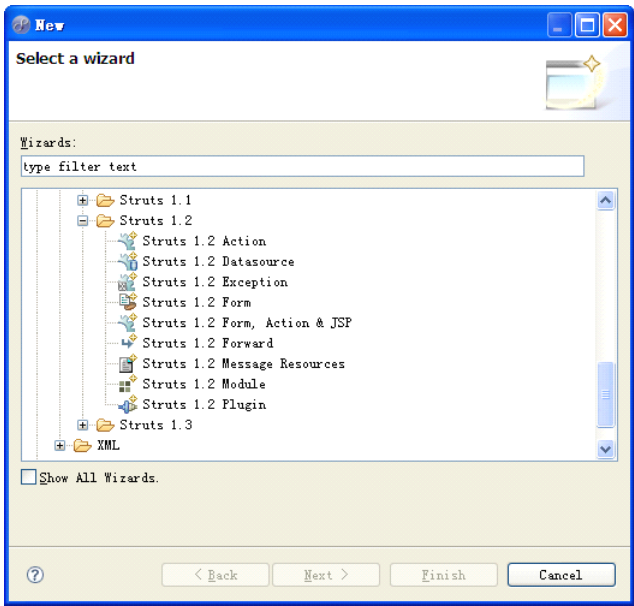 New
Select a wizard
Wizards:
type filter text
Struts 1.1
Struts 1.2
Struts 1.2 Action
Struts 1.2 Datasource
Struts 1.2 Exception
Struts 1.2 Form
Struts 1.2 Form, Action & JSP
Struts 1.2 Forward
Struts 1.2 Message Resources
Struts 1.2 Module
Struts 1.2 Plugin
Struts 1.3
XML
Show All Wizards.
? < Back Next > Finish Cancel